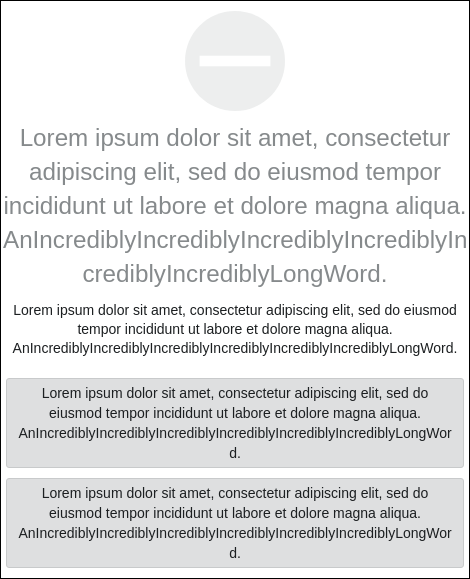 Lorem ipsum dolor sit amet, consectetur
adipiscing elit, sed do eiusmod tempor
incididunt ut labore et dolore magna aliqua.
AnIncrediblyIncrediblyIncrediblyIncrediblyIn
crediblyIncrediblyLongWord.
Lorem ipsum dolor sit amet, consectetur adipiscing elit, sed do eiusmod
tempor incididunt ut labore et dolore magna aliqua.
AnIncrediblyIncrediblyIncrediblyIncrediblyIncrediblyIncrediblyLongWord.
Lorem ipsum dolor sit amet, consectetur adipiscing elit, sed do
eiusmod tempor incididunt ut labore et dolore magna aliqua.
AnIncrediblyIncrediblyIncrediblyIncrediblyIncrediblyIncrediblyLongWor
d.
Lorem ipsum dolor sit amet, consectetur adipiscing elit, sed do
eiusmod tempor incididunt ut labore et dolore magna aliqua.
AnIncrediblyIncrediblyIncrediblyIncrediblyIncrediblyIncrediblyLongWor
d.